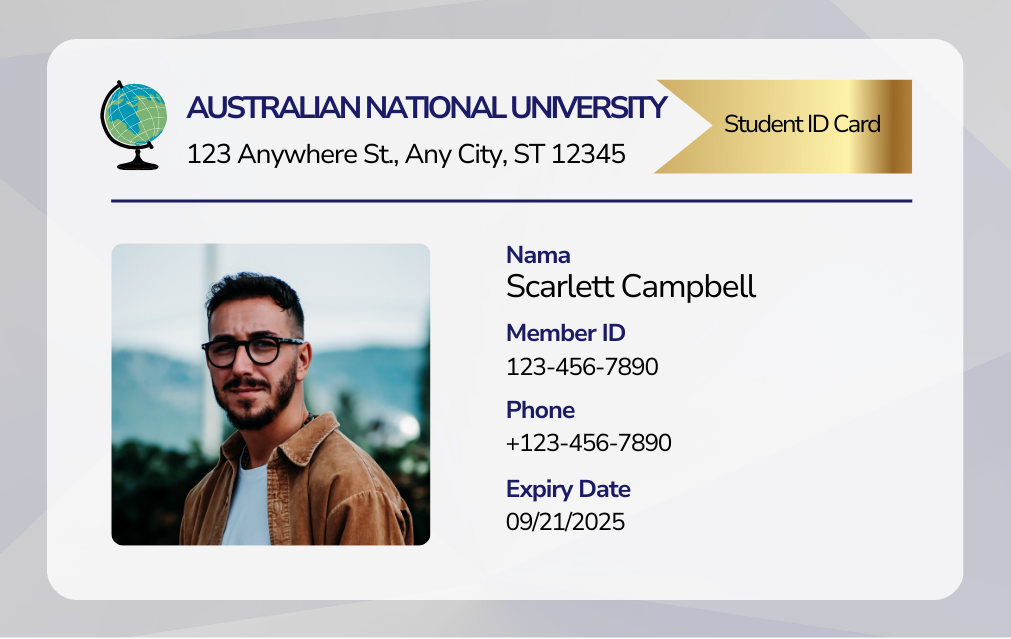 AUSTRALIAN NATIONAL UNIVERSITY
123 Anywhere St., Any City, ST 12345
Student ID Card
Nama
Scarlett Campbell
Member ID
123-456-7890
Phone
+123-456-7890
Expiry Date
09/21/2025